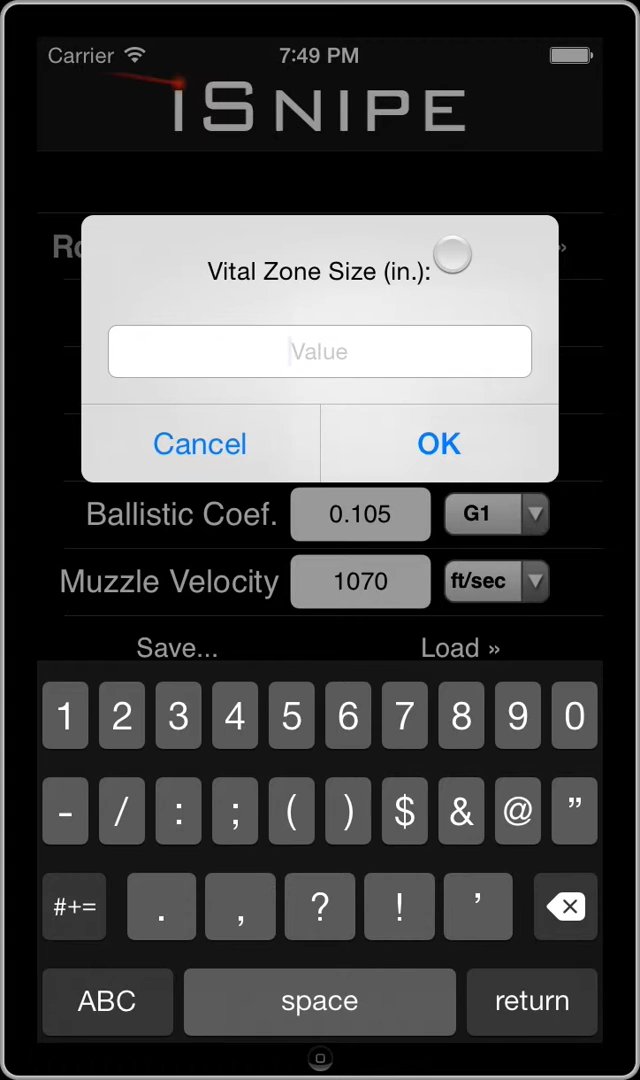 Carrier 7:49 PM
iSNIPE
Vital Zone Size (in.):
Value
Cancel OK
Ballistic Coef. 0.105 G1
Muzzle Velocity 1070 ft/sec
Save... Load »
1 2 3 4 5 6 7 8 9 0
- / : ; ( ) $ & @ ”
#+= . , ? ! ’
ABC space return